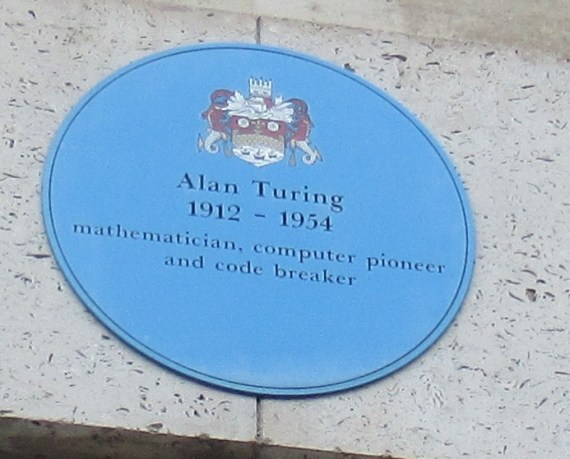 Alan Turing
1912 - 1954
mathematician, computer pioneer
and code breaker